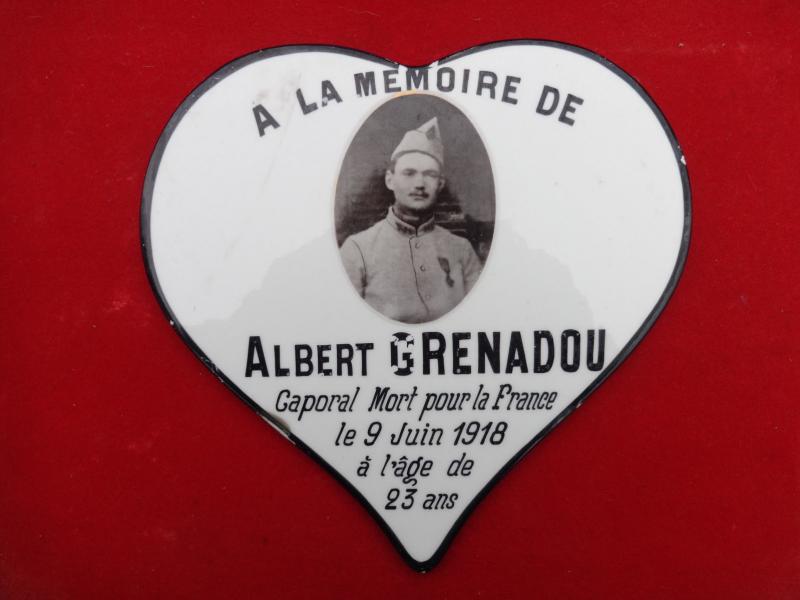 A LA MEMOIRE DE
ALBERT GRENADOU
Caporal Mort pour la France
le 9 Juin 1918
à l'âge de
23 ans